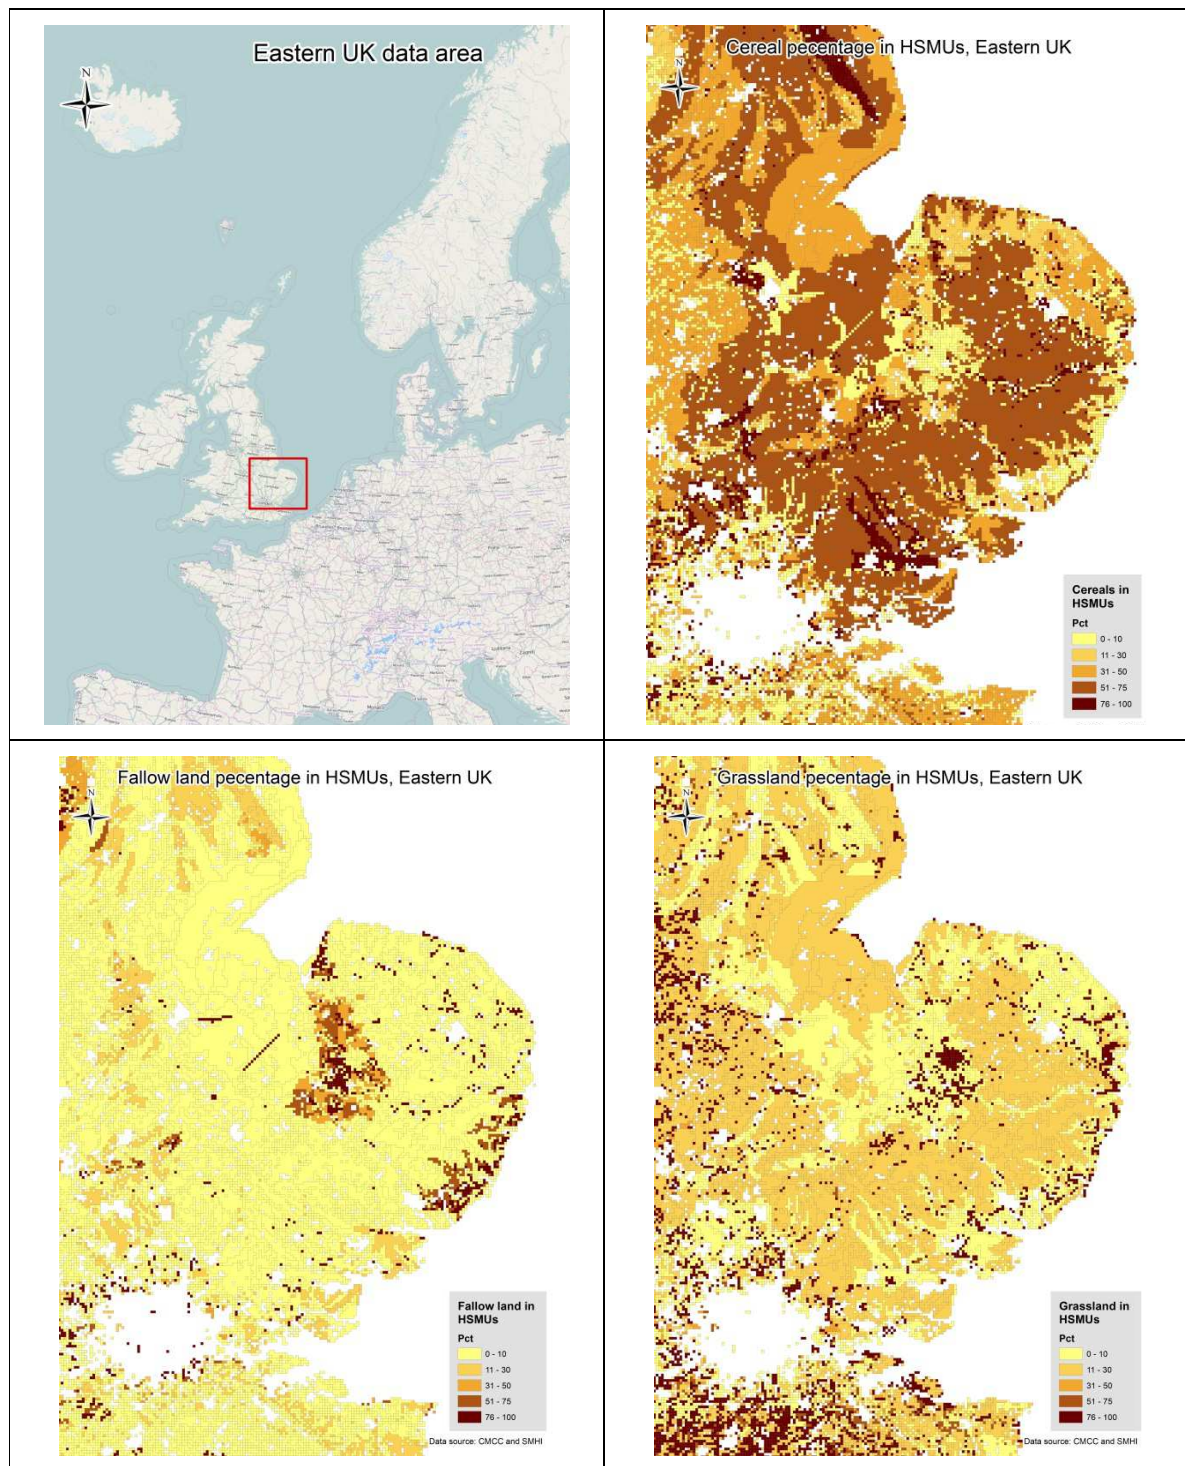 Eastern UK data area
N
Cereal pecentage in HSMUs, Eastern UK
N
Cereals in
HSMUs
Pct
0 - 10
11 - 30
31 - 50
51 - 75
76 - 100
Fallow land pecentage in HSMUs, Eastern UK
N
Fallow land in
HSMUs
Pct
0 - 10
11 - 30
31 - 50
51 - 75
76 - 100
Data source: CMCC and SMHI
Grassland pecentage in HSMUs, Eastern UK
N
Grassland in
HSMUs
Pct
0 - 10
11 - 30
31 - 50
51 - 75
76 - 100
Data source: CMCC and SMHI